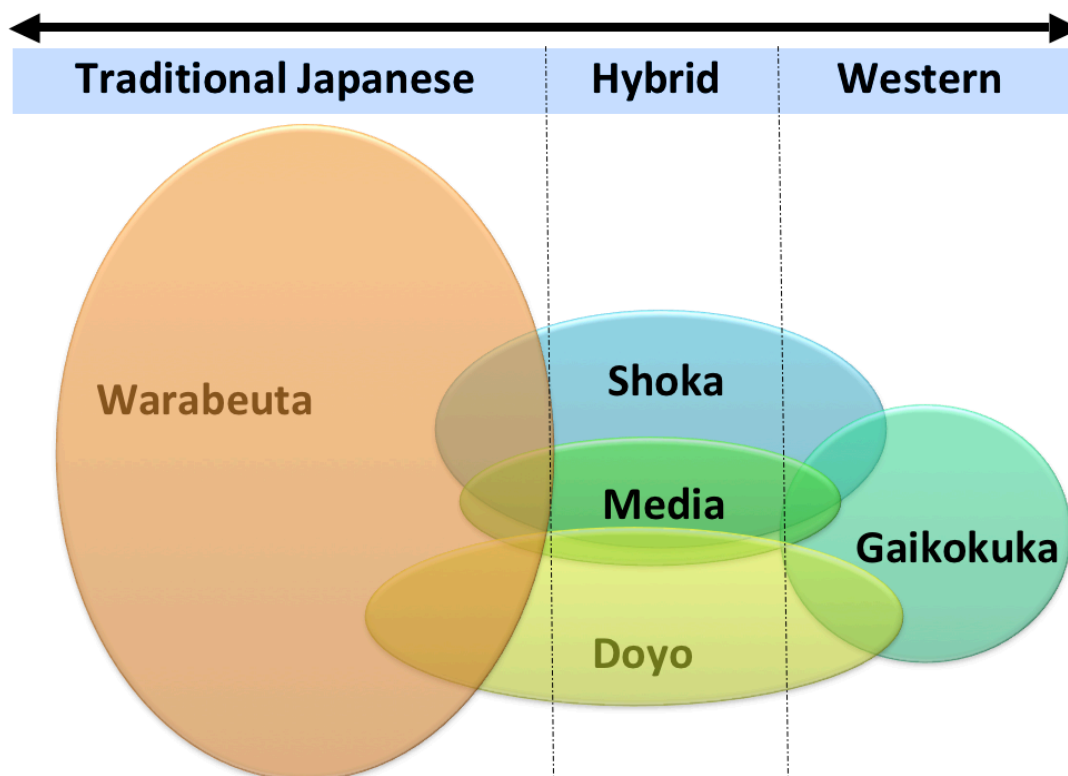 Traditional Japanese Hybrid Western
Shoka
Warabeuta
Media
Gaikokuka
Doyo